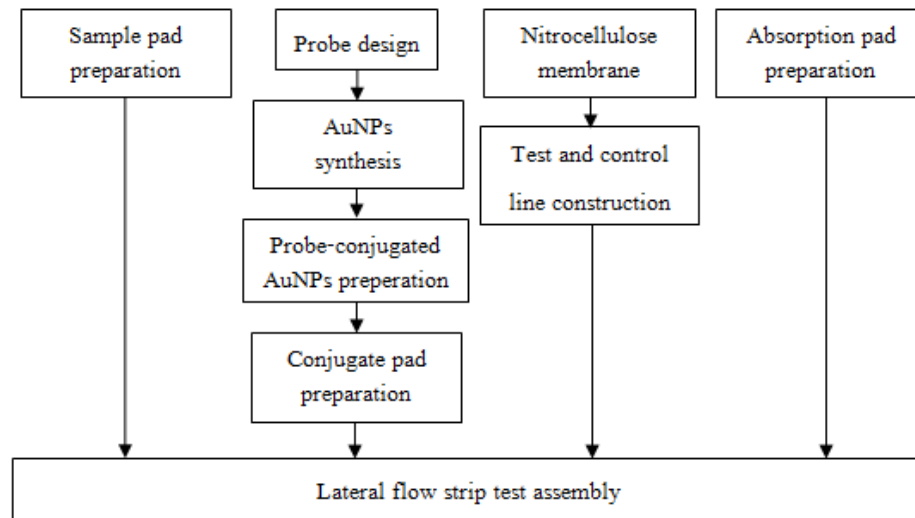 Sample pad
preparation
Probe design
Nitrocellulose
membrane
Absorption pad
preparation
AuNPs
synthesis
Test and control
line construction
Probe-conjugated
AuNPs preperation
Conjugate pad
preparation
Lateral flow strip test assembly